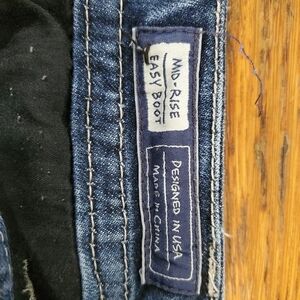 MID-RISE
EASY BOOT
DESIGNED IN USA
MADE IN CHINA